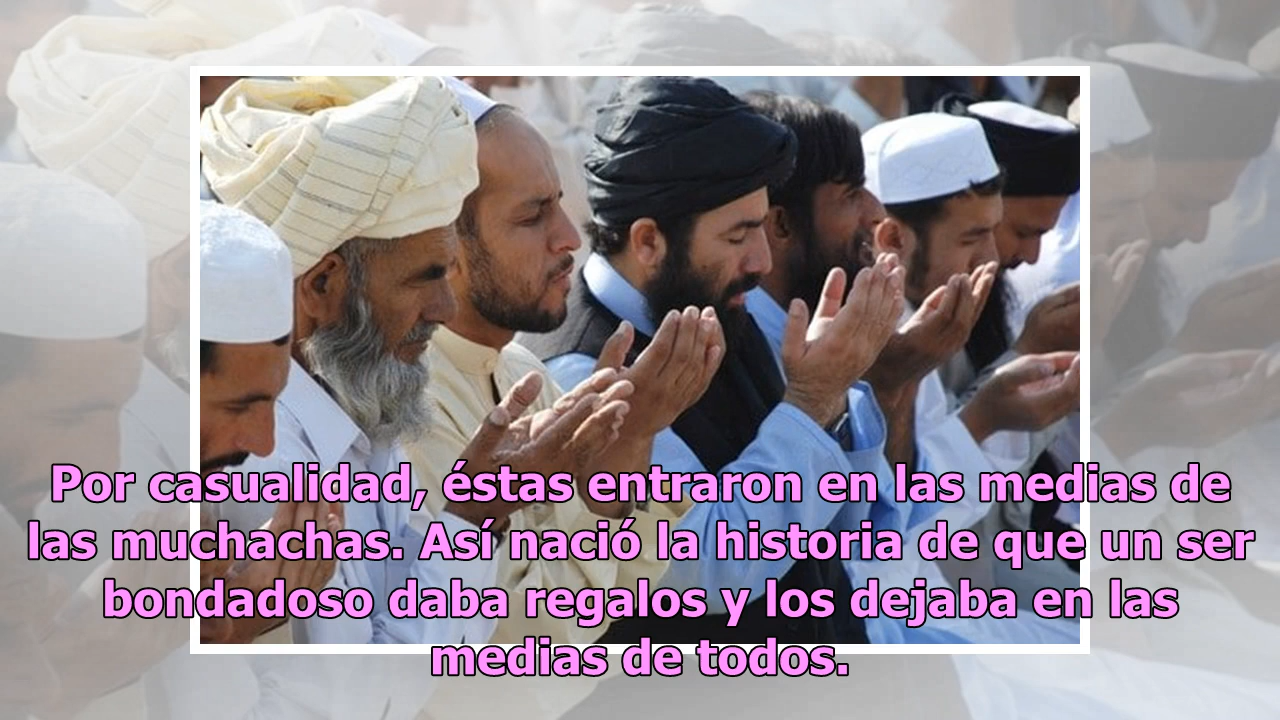 Por casualidad, éstas entraron en las medias de
las muchachas. Así nació la historia de que un ser
bondadoso daba regalos y los dejaba en las
medias de todos.